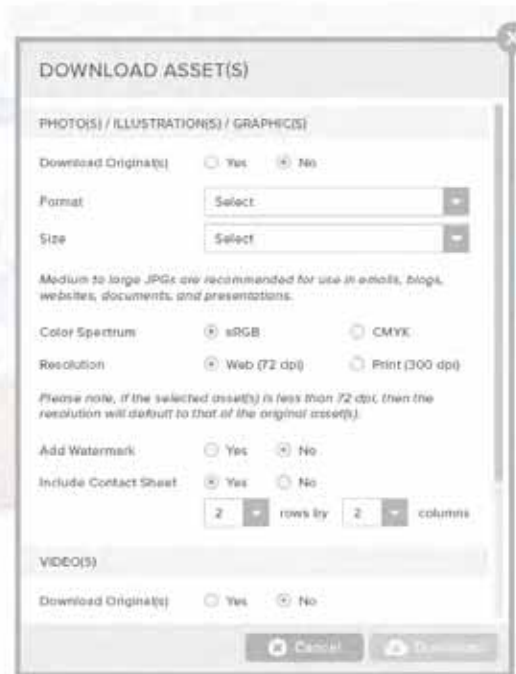 DOWNLOAD ASSET(S)
PHOTO(S) / ILLUSTRATION(S) / GRAPHIC(S)
Download Original(s) Yes No
Format Select
Size Select
Medium to large JPGs are recommended for use in emails, blogs,
websites, documents, and presentations.
Color Spectrum sRGB CMYK
Resolution Web (72 dpi) Print (300 dpi)
Please note, if the selected asset(s) is less than 72 dpi, then the
resolution will default to that of the original asset(s).
Add Watermark Yes No
Include Contact Sheet Yes No
2 rows by 2 columns
VIDEO(S)
Download Original(s) Yes No
Cancel Download